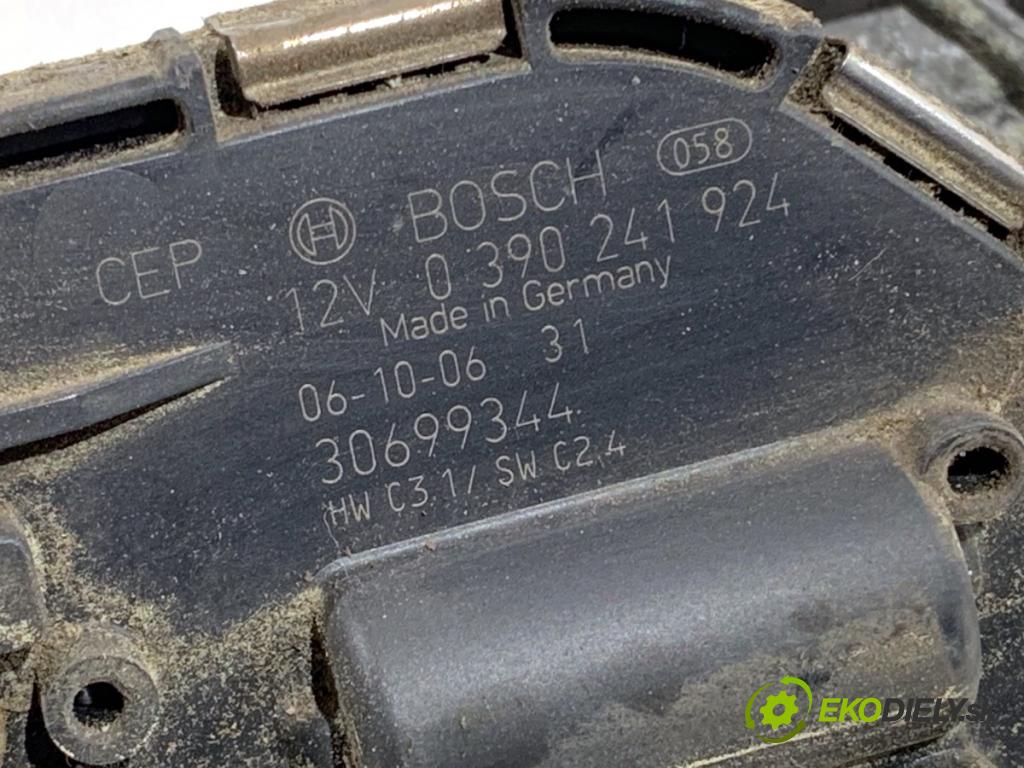 CEP BOSCH 058
12V 0 390 241 924
Made in Germany
06-10-06 31
30699344
HW C3.1/ SW C2.4
EKODIELY.s